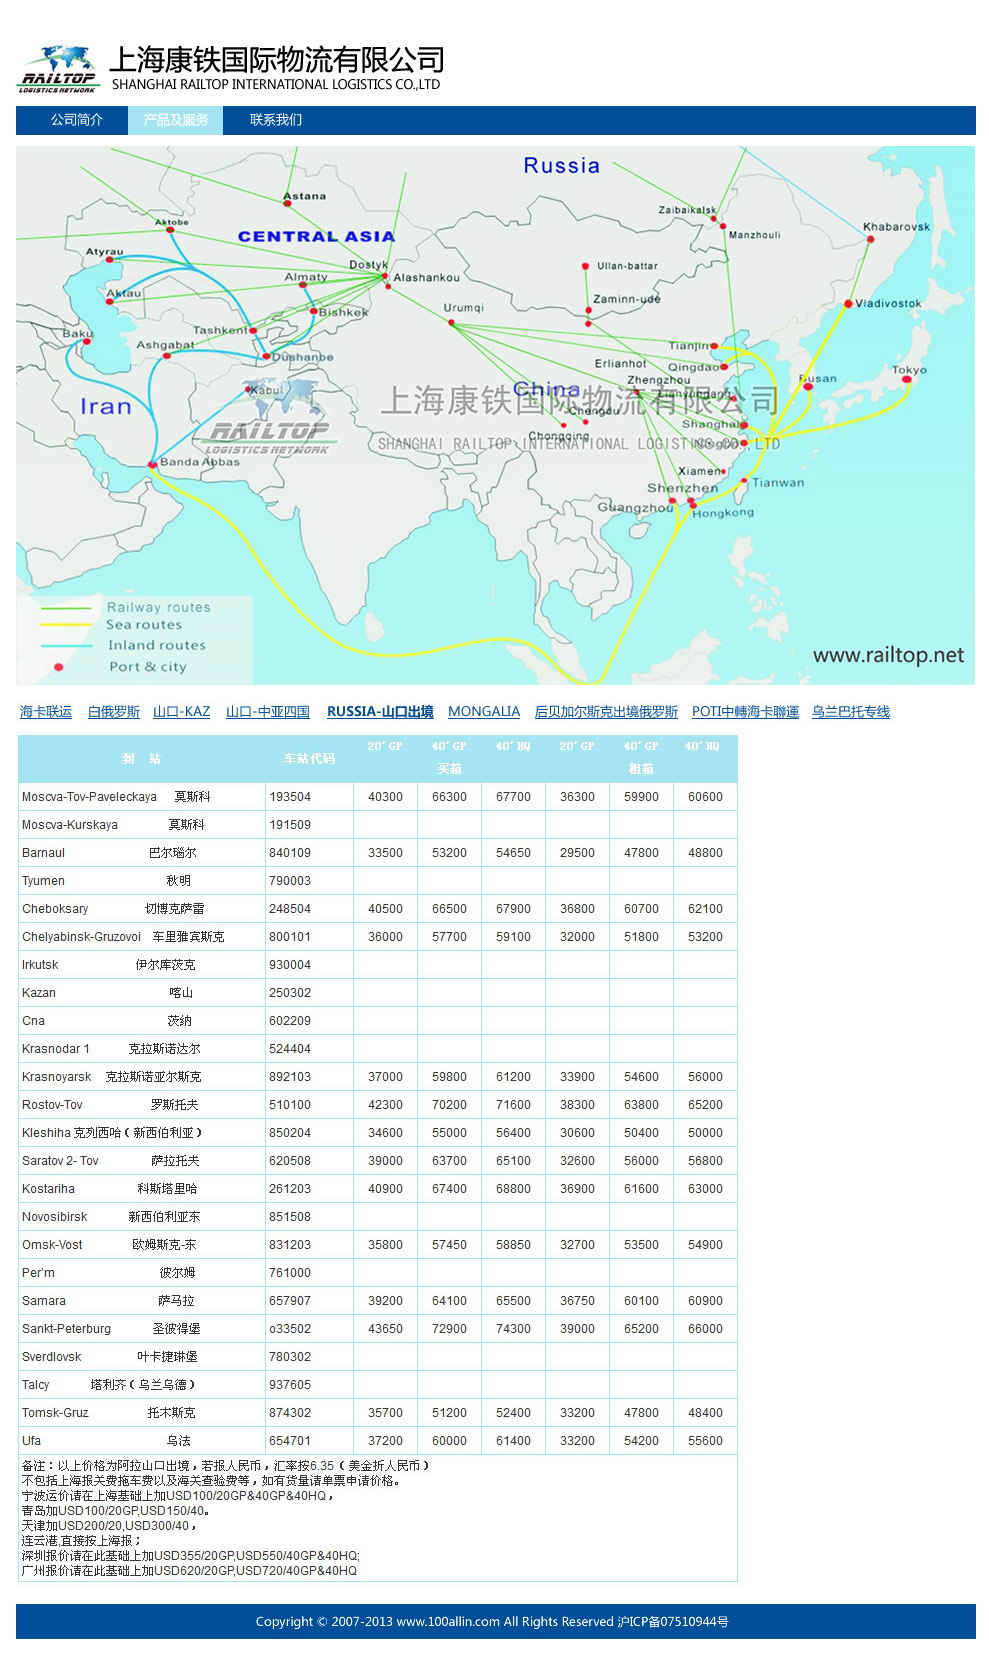 上海康铁国际物流有限公司
RAILTOP
LOGISTICS NETWORK
SHANGHAI RAILTOP INTERNATIONAL LOGISTICS CO.,LTD
公司简介 产品及服务 联系我们
Russia
Astana
Zaibaikalsk
Aktobe
Khabarovsk
CENTRAL ASIA
Manzhouli
Atyrau
Dostyk
Ullan-battar
Almaty
Alashankou
Aktau
Zaminn-ude
Vladivostok
Urumqi
Bishkek
Tashkent
Baku
Ashgabat
Tianjin
Dushanbe
Erlianhot
Qingdao
Tokyo
Zhengzhou
Busan
Kabul
China
Lianyundang
Iran
上海康铁国际物流有限公司
Chengdu
Shanghai
RAILTOP
LOGISTICS NETWORK
Chongqing
SHANGHAI RAILTOP INTERNATIONAL LOGISTICS CO.,LTD
Ningbo
Banda Abbas
Xiamen
Tianwan
Shenzhen
Guangzhou
Hongkong
Railway routes
Sea routes
Inland routes
Port & city
www.railtop.net
海卡联运 白俄罗斯 山口-KAZ 山口-中亚四国 RUSSIA-山口出境 MONGALIA 后贝加尔斯克出境俄罗斯 POTI中轉海卡聯運 乌兰巴托专线
到 站 车站代码 20'GP 40'GP 40'HQ 20'GP 40'GP 40'HQ
买箱 租箱
Moscva-Tov-Paveleckaya 莫斯科 193504 40300 66300 67700 36300 59900 60600
Moscva-Kurskaya 莫斯科 191509
Barnaul 巴尔瑙尔 840109 33500 53200 54650 29500 47800 48800
Tyumen 秋明 790003
Cheboksary 切博克萨雷 248504 40500 66500 67900 36800 60700 62100
Chelyabinsk-Gruzovoi 车里雅宾斯克 800101 36000 57700 59100 32000 51800 53200
Irkutsk 伊尔库茨克 930004
Kazan 喀山 250302
Cna 茨纳 602209
Krasnodar 1 克拉斯诺达尔 524404
Krasnoyarsk 克拉斯诺亚尔斯克 892103 37000 59800 61200 33900 54600 56000
Rostov-Tov 罗斯托夫 510100 42300 70200 71600 38300 63800 65200
Kleshiha 克列西哈（新西伯利亚） 850204 34600 55000 56400 30600 50400 50000
Saratov 2- Tov 萨拉托夫 620508 39000 63700 65100 32600 56000 56800
Kostariha 科斯塔里哈 261203 40900 67400 68800 36900 61600 63000
Novosibirsk 新西伯利亚东 851508
Omsk-Vost 欧姆斯克-东 831203 35800 57450 58850 32700 53500 54900
Per'm 彼尔姆 761000
Samara 萨马拉 657907 39200 64100 65500 36750 60100 60900
Sankt-Peterburg 圣彼得堡 o33502 43650 72900 74300 39000 65200 66000
Sverdlovsk 叶卡捷琳堡 780302
Talcy 塔利齐（乌兰乌德） 937605
Tomsk-Gruz 托木斯克 874302 35700 51200 52400 33200 47800 48400
Ufa 乌法 654701 37200 60000 61400 33200 54200 55600
备注：以上价格为阿拉山口出境，若报人民币，汇率按6.35（美金折人民币）
不包括上海报关费拖车费以及海关查验费等，如有货量请单票申请价格。
宁波运价请在上海基础上加USD100/20GP&40GP&40HQ，
青岛加USD100/20GP,USD150/40。
天津加USD200/20,USD300/40，
连云港,直接按上海报；
深圳报价请在此基础上加USD355/20GP,USD550/40GP&40HQ;
广州报价请在此基础上加USD620/20GP,USD720/40GP&40HQ
Copyright © 2007-2013 www.100allin.com All Rights Reserved 沪ICP备07510944号